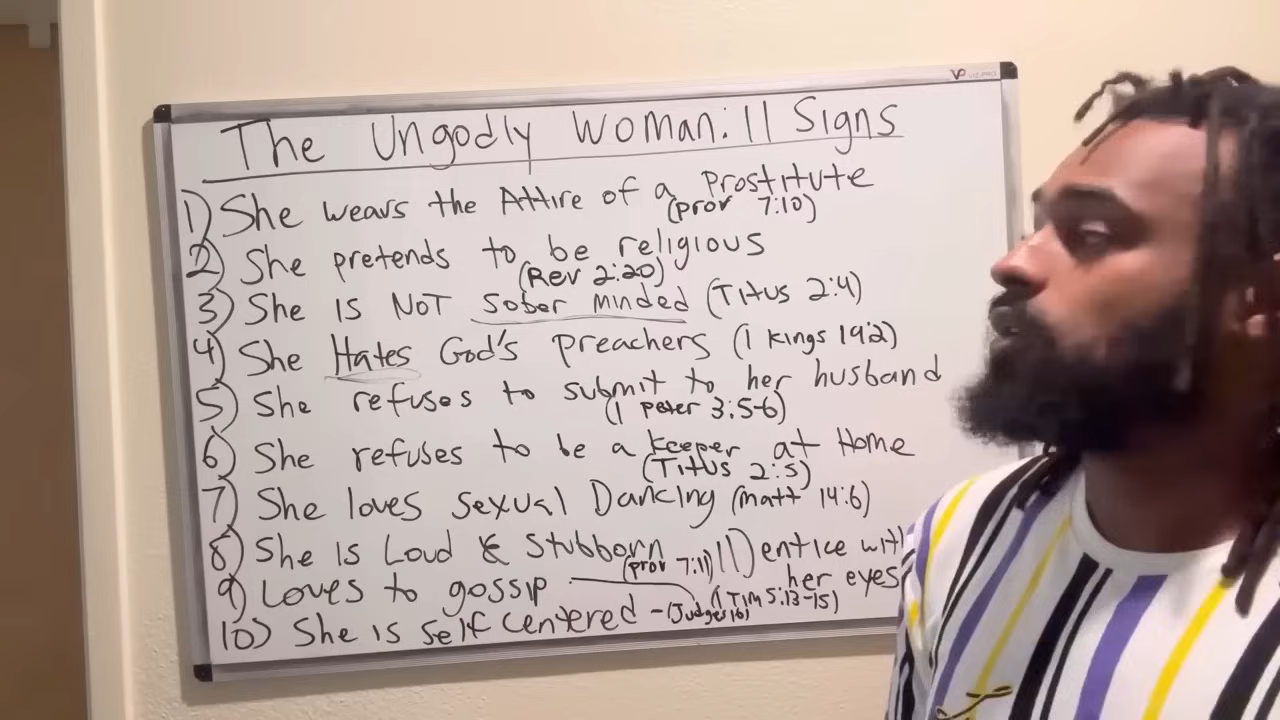 The Ungodly Woman: 11 Signs
1) She wears the Attire of a Prostitute
(prov 7:10)
2) She pretends to be religious
(Rev 2:20)
3) She IS NOT Sober minded (Titus 2:4)
4) She Hates God's preachers (1 kings 19:2)
5) She refuses to submit to her husband
(1 peter 3:5-6)
6) She refuses to be a keeper at Home
(Titus 2:5)
7) She loves sexual Dancing (matt 14:6)
8) She is Loud & Stubborn
(prov 7:11)
9) Loves to gossip
(1 Tim 5:13-15)
10) She is self centered - (Judges 16)
11) entice with
her eyes